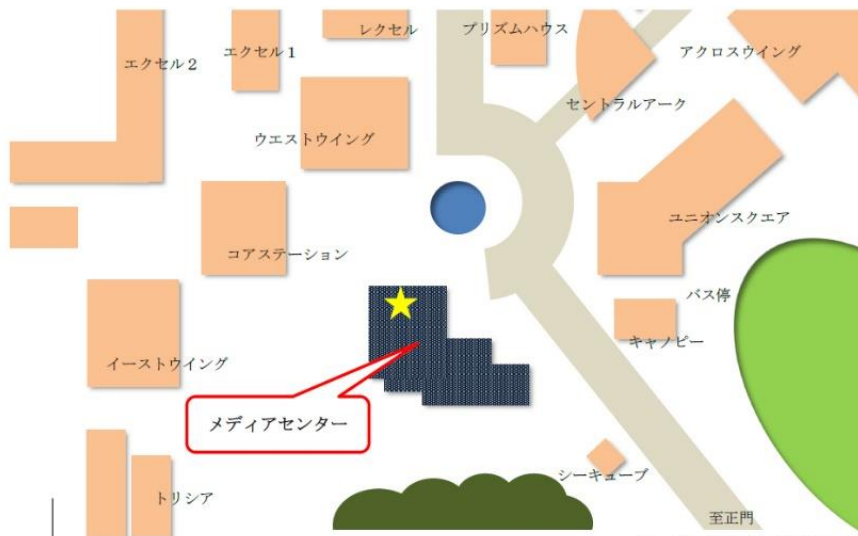 レクセル
プリズムハウス
エクセル1
アクロスウイング
エクセル2
セントラルアーク
ウエストウイング
ユニオンスクエア
コアステーション
バス停
キャノピー
イーストウイング
メディアセンター
シーキューブ
トリシア
至正門